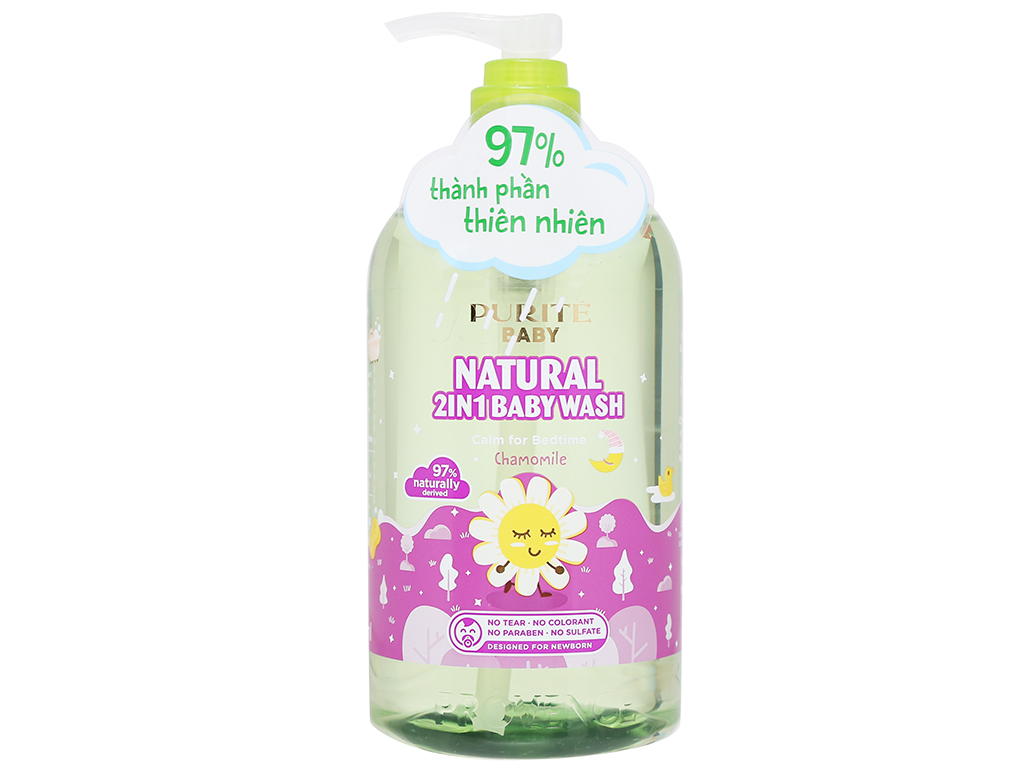 97%
thành phần
thiên nhiên
PURITÉ
BABY
NATURAL
2IN1 BABY WASH
Calm for Bedtime
Chamomile
97%
naturally
derived
NO TEAR · NO COLORANT
NO PARABEN · NO SULFATE
DESIGNED FOR NEWBORN